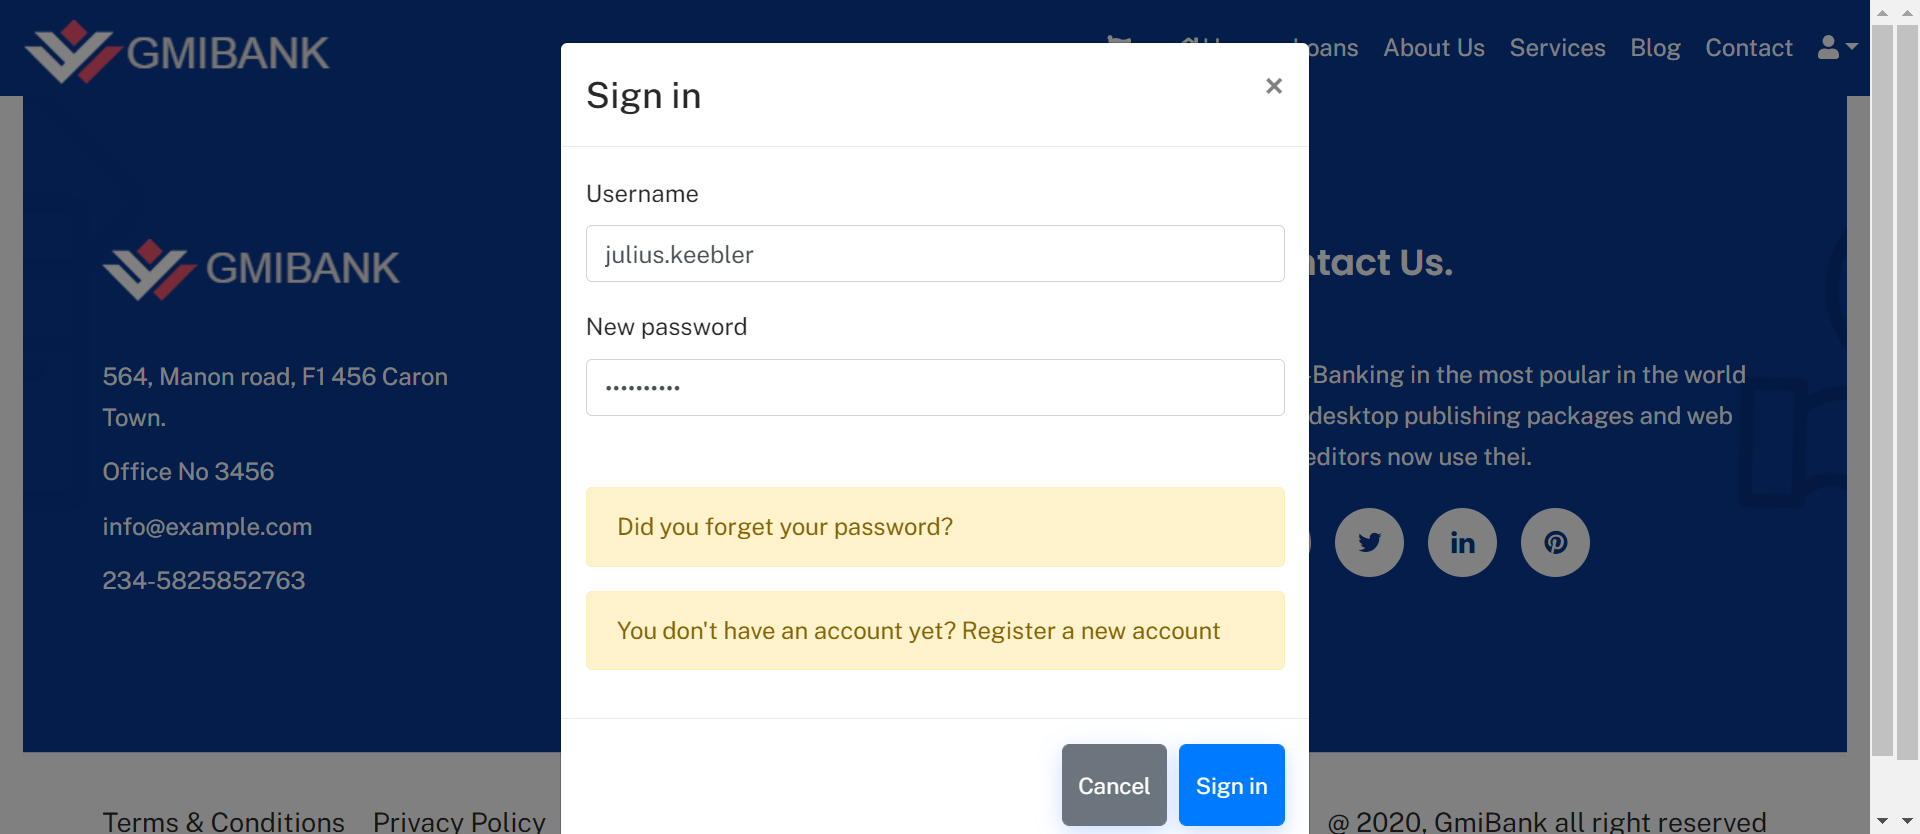 GMIBANK
About Us Services Blog Contact
Sign in
×
Username
julius.keebler
New password
••••••••••
Did you forget your password?
You don't have an account yet? Register a new account
Cancel Sign in
GMIBANK
564, Manon road, F1 456 Caron
Town.
Office No 3456
info@example.com
234-5825852763
Us.
-Banking in the most poular in the world
desktop publishing packages and web
editors now use thei.
in
Terms & Conditions Privacy Policy
@ 2020, GmiBank all right reserved